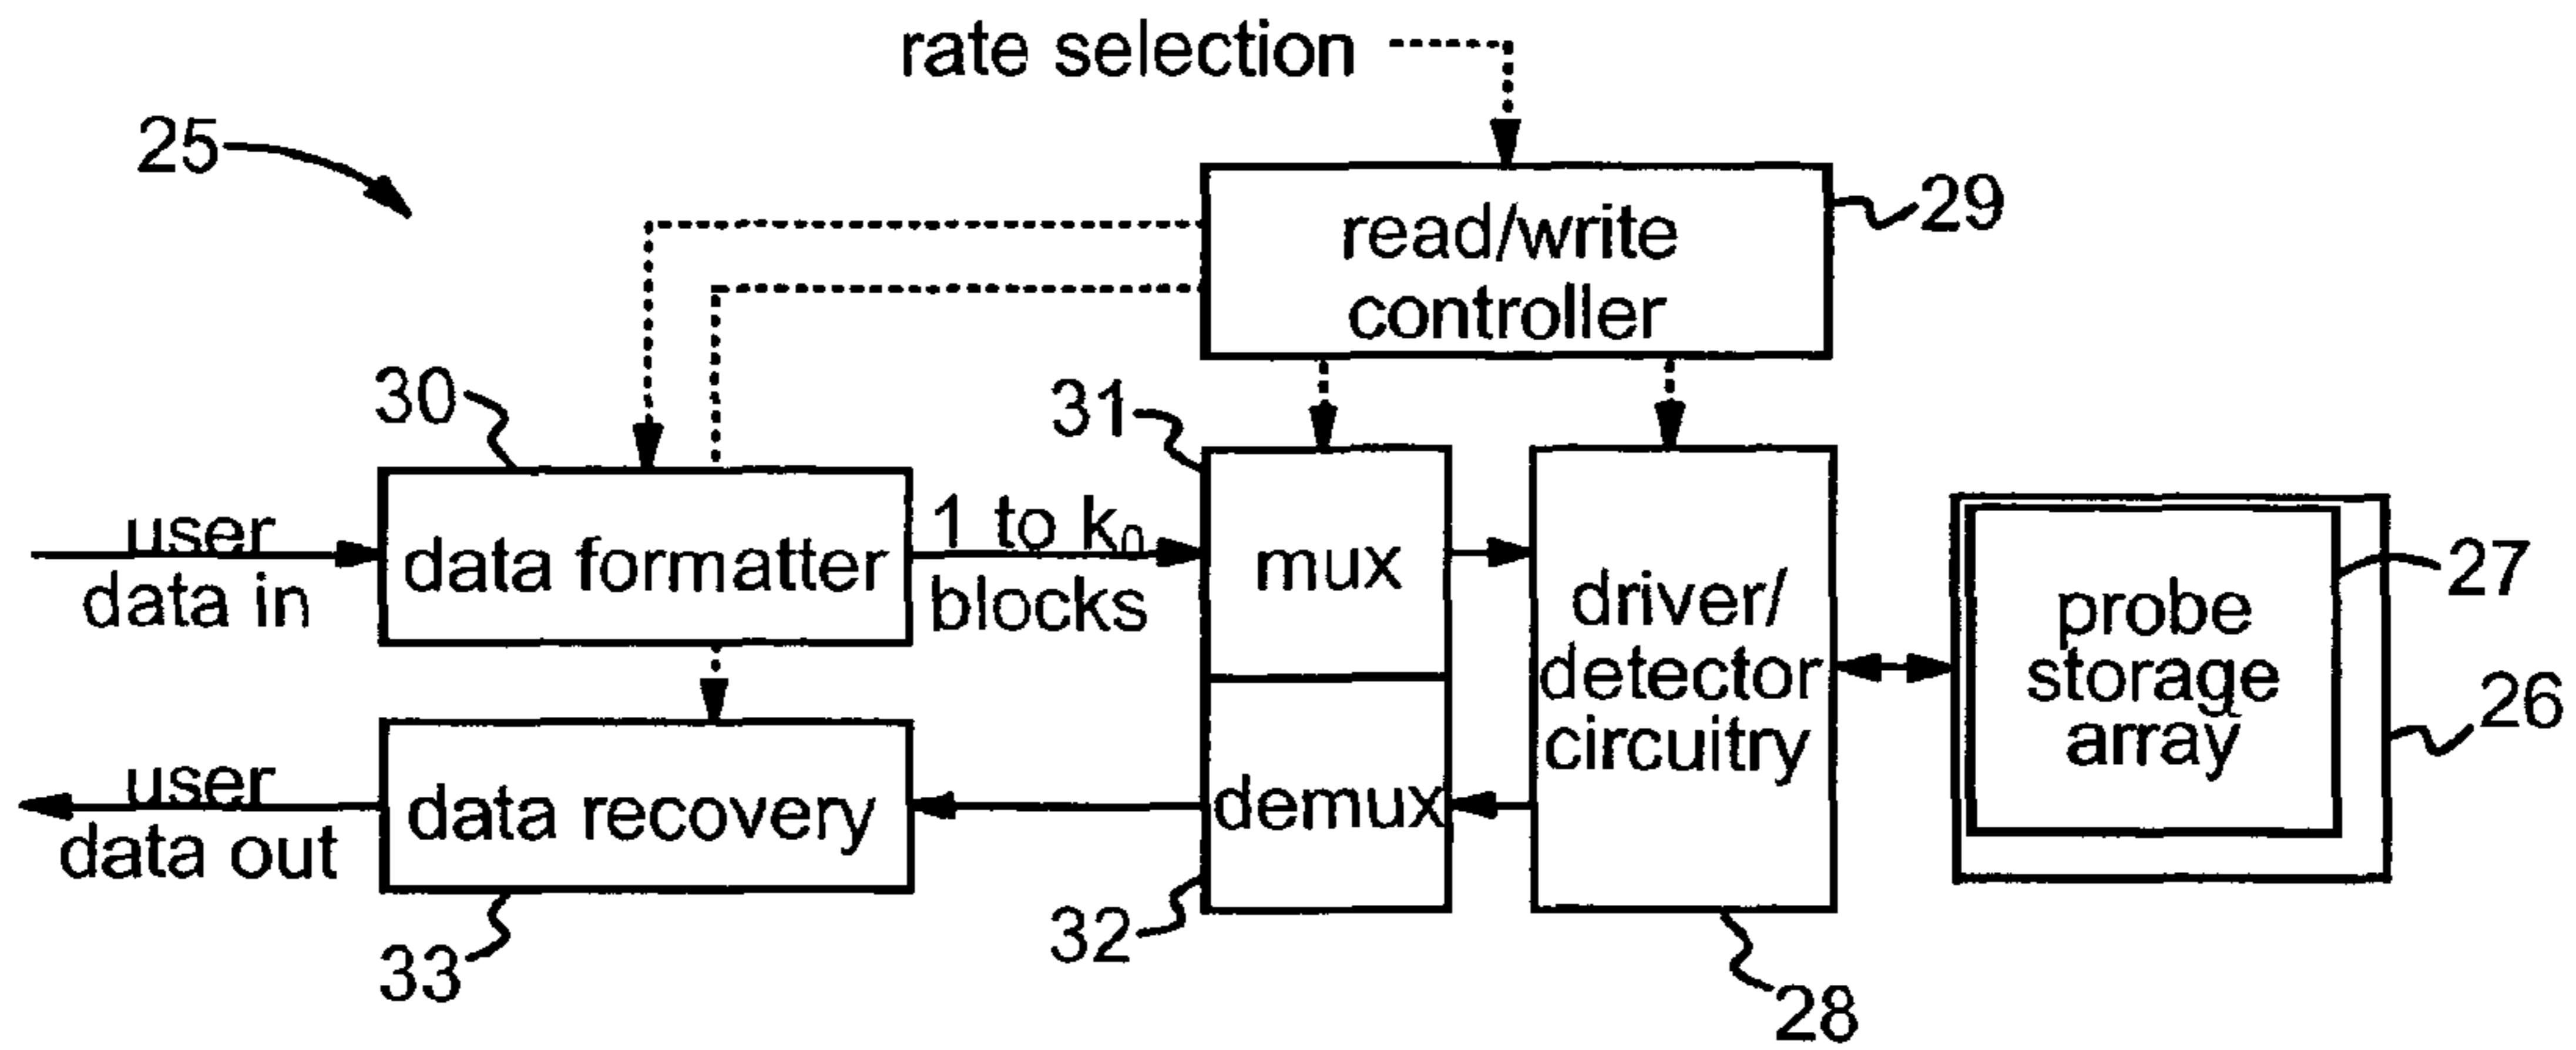 rate selection
25
29
read/write
controller
30
31
user
data in
data formatter
1 to k₀
blocks
mux
driver/
detector
circuitry
probe
storage
array
27
26
user
data out
data recovery
demux
33
32
28